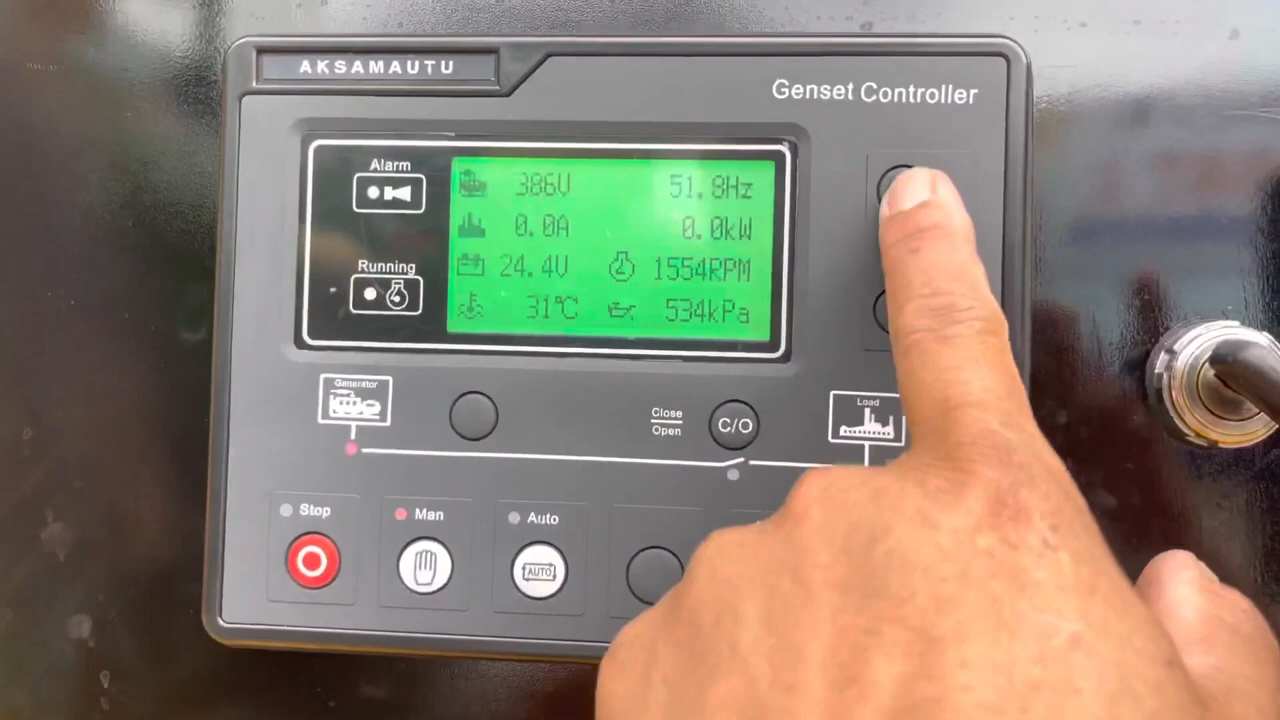 AKSAMAUTU
Genset Controller
Alarm
386V 51.8Hz
0.0A 0.0kW
24.4V 1554RPM
31℃ 534kPa
Running
Generator
Close
Open
C/O
Load
Stop
Man
Auto
AUTO